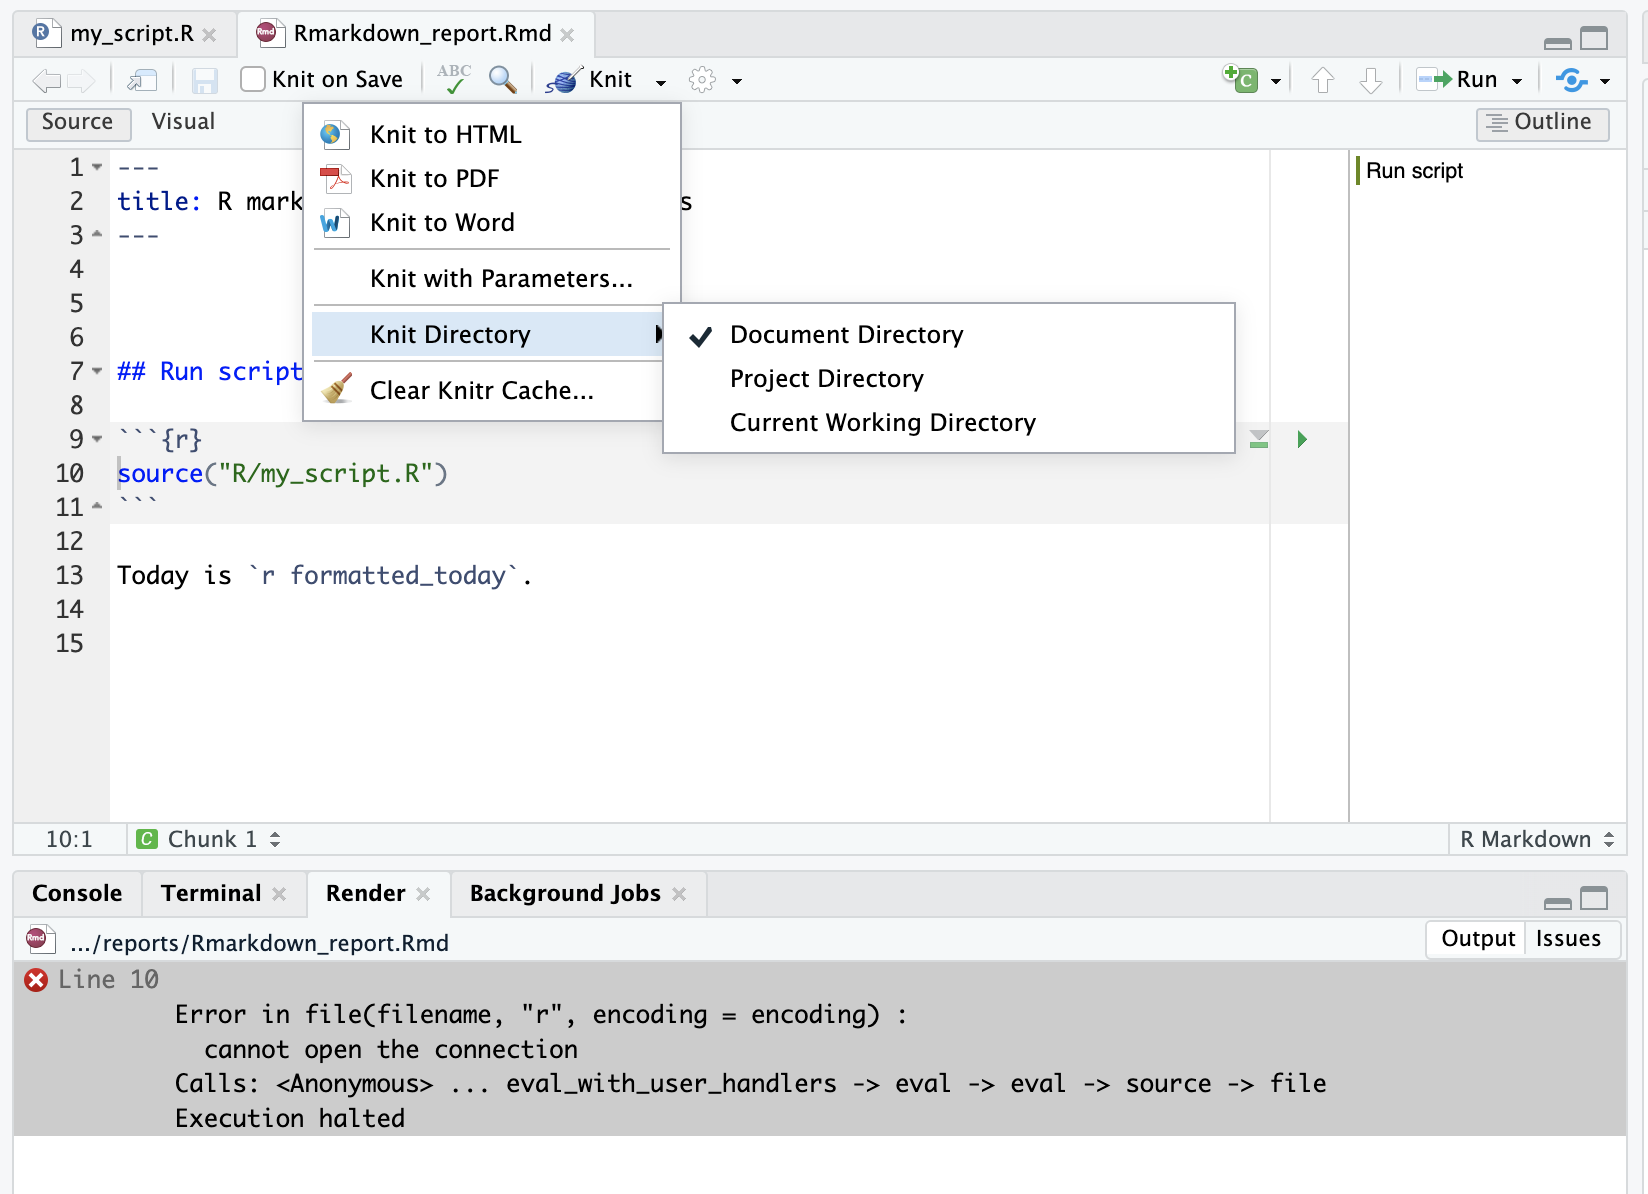 my_script.R
Rmarkdown_report.Rmd
Knit on Save
ABC
Knit
Run
Source
Visual
Outline
Knit to HTML
Knit to PDF
Knit to Word
Knit with Parameters...
Knit Directory
Clear Knitr Cache...
Document Directory
Project Directory
Current Working Directory
1 ---
2 title: R mark s
3 ---
4
5
6
7 ## Run script
8
9 ```{r}
10 source("R/my_script.R")
11 ```
12
13 Today is `r formatted_today`.
14
15
Run script
10:1
C Chunk 1
R Markdown
Console
Terminal
Render
Background Jobs
.../reports/Rmarkdown_report.Rmd
Output
Issues
Line 10
Error in file(filename, "r", encoding = encoding) :
cannot open the connection
Calls: <Anonymous> ... eval_with_user_handlers -> eval -> eval -> source -> file
Execution halted